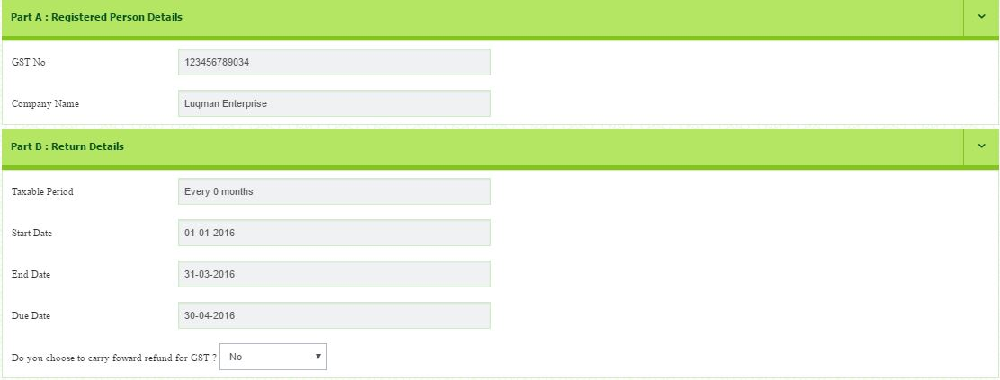 Part A : Registered Person Details
GST No 123456789034
Company Name Luqman Enterprise
Part B : Return Details
Taxable Period Every 0 months
Start Date 01-01-2016
End Date 31-03-2016
Due Date 30-04-2016
Do you choose to carry foward refund for GST ? No